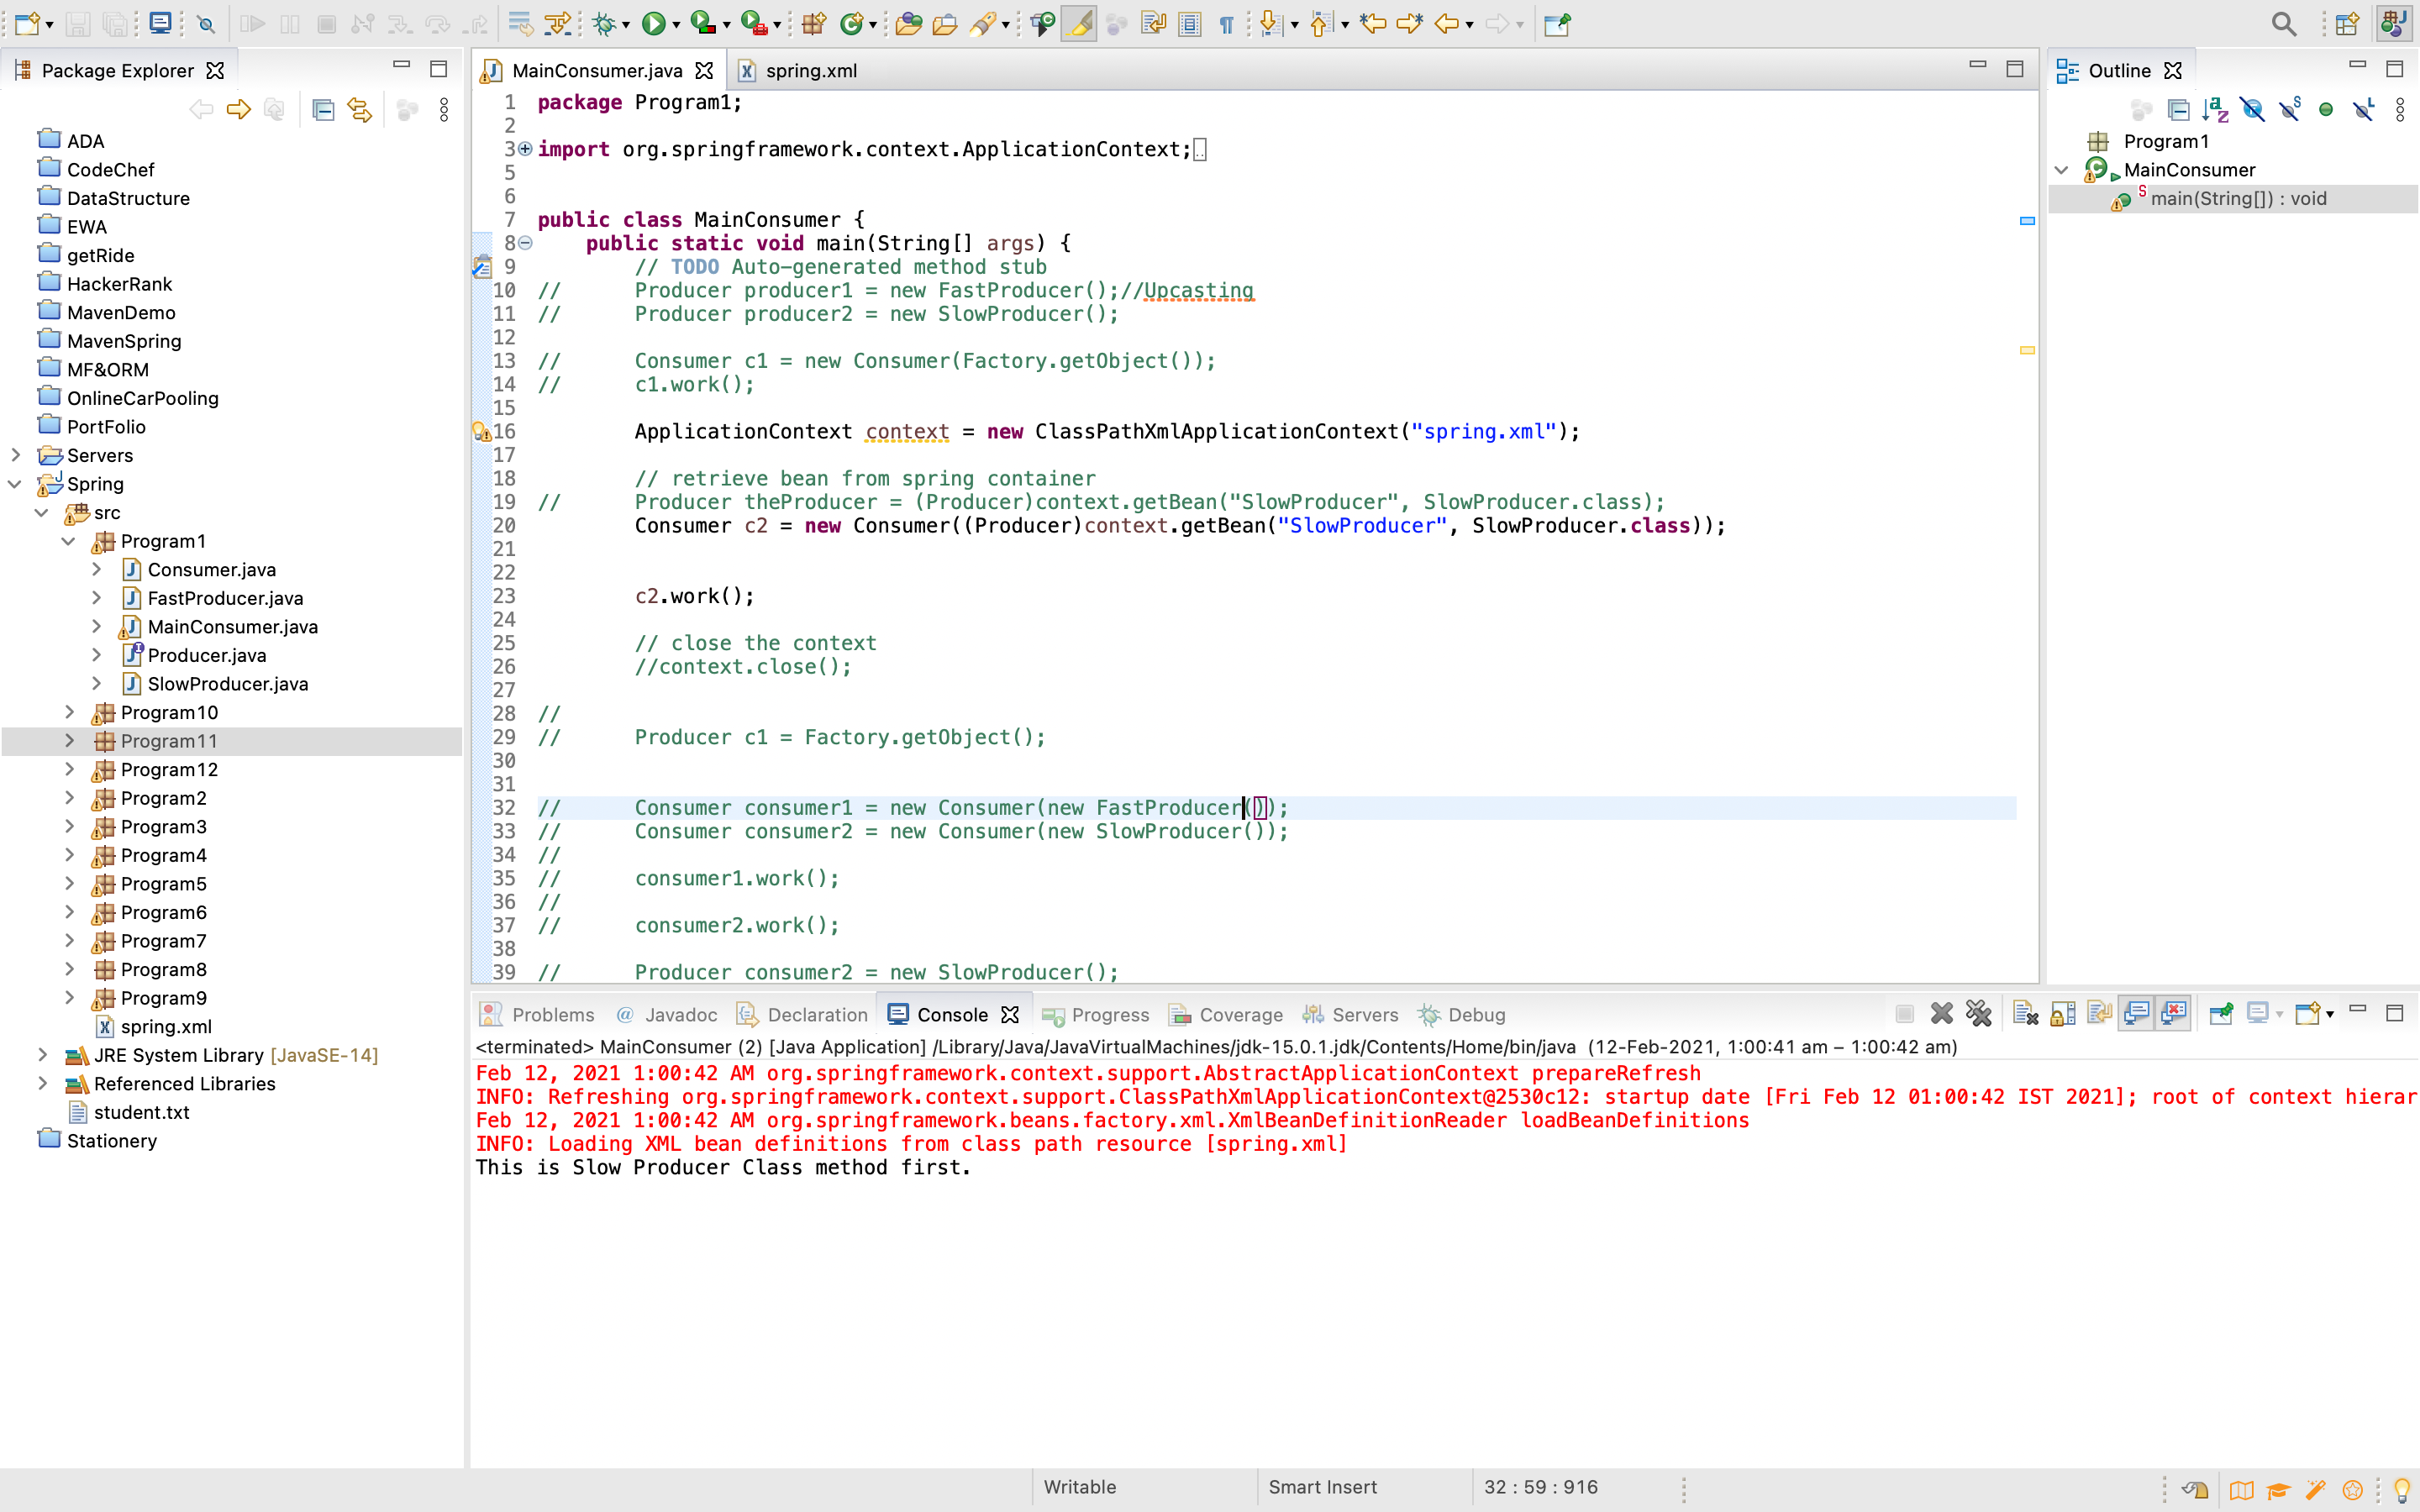 Package Explorer
ADA
CodeChef
DataStructure
EWA
getRide
HackerRank
MavenDemo
MavenSpring
MF&ORM
OnlineCarPooling
PortFolio
Servers
Spring
src
Program1
Consumer.java
FastProducer.java
MainConsumer.java
Producer.java
SlowProducer.java
Program10
Program11
Program12
Program2
Program3
Program4
Program5
Program6
Program7
Program8
Program9
spring.xml
JRE System Library [JavaSE-14]
Referenced Libraries
student.txt
Stationery
MainConsumer.java spring.xml
1 package Program1;
2
3 import org.springframework.context.ApplicationContext;
5
6
7 public class MainConsumer {
8 public static void main(String[] args) {
9 // TODO Auto-generated method stub
10 // Producer producer1 = new FastProducer();//Upcasting
11 // Producer producer2 = new SlowProducer();
12
13 // Consumer c1 = new Consumer(Factory.getObject());
14 // c1.work();
15
16 ApplicationContext context = new ClassPathXmlApplicationContext("spring.xml");
17
18 // retrieve bean from spring container
19 // Producer theProducer = (Producer)context.getBean("SlowProducer", SlowProducer.class);
20 Consumer c2 = new Consumer((Producer)context.getBean("SlowProducer", SlowProducer.class));
21
22
23 c2.work();
24
25 // close the context
26 //context.close();
27
28 //
29 // Producer c1 = Factory.getObject();
30
31
32 // Consumer consumer1 = new Consumer(new FastProducer());
33 // Consumer consumer2 = new Consumer(new SlowProducer());
34 //
35 // consumer1.work();
36 //
37 // consumer2.work();
38
39 // Producer consumer2 = new SlowProducer();
Outline
Program1
MainConsumer
main(String[]) : void
Problems @ Javadoc Declaration Console Progress Coverage Servers Debug
<terminated> MainConsumer (2) [Java Application] /Library/Java/JavaVirtualMachines/jdk-15.0.1.jdk/Contents/Home/bin/java (12-Feb-2021, 1:00:41 am – 1:00:42 am)
Feb 12, 2021 1:00:42 AM org.springframework.context.support.AbstractApplicationContext prepareRefresh
INFO: Refreshing org.springframework.context.support.ClassPathXmlApplicationContext@2530c12: startup date [Fri Feb 12 01:00:42 IST 2021]; root of context hierar
Feb 12, 2021 1:00:42 AM org.springframework.beans.factory.xml.XmlBeanDefinitionReader loadBeanDefinitions
INFO: Loading XML bean definitions from class path resource [spring.xml]
This is Slow Producer Class method first.
Writable Smart Insert 32 : 59 : 916